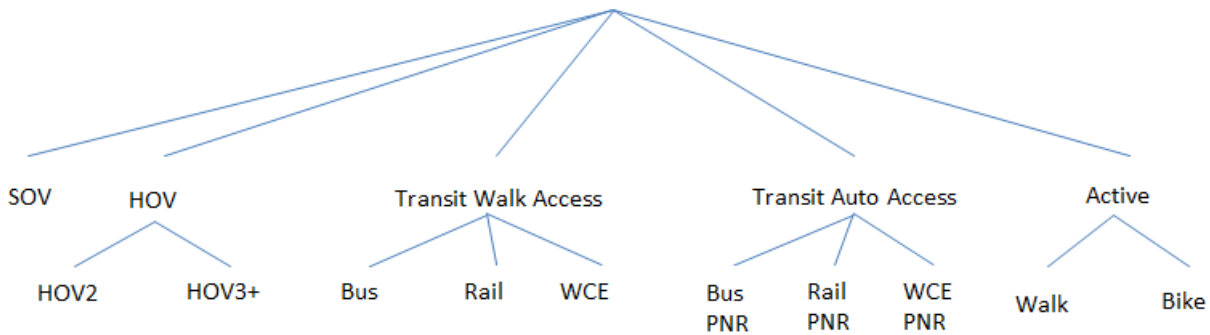 SOV
HOV
Transit Walk Access
Transit Auto Access
Active
HOV2
HOV3+
Bus
Rail
WCE
Bus
PNR
Rail
PNR
WCE
PNR
Walk
Bike